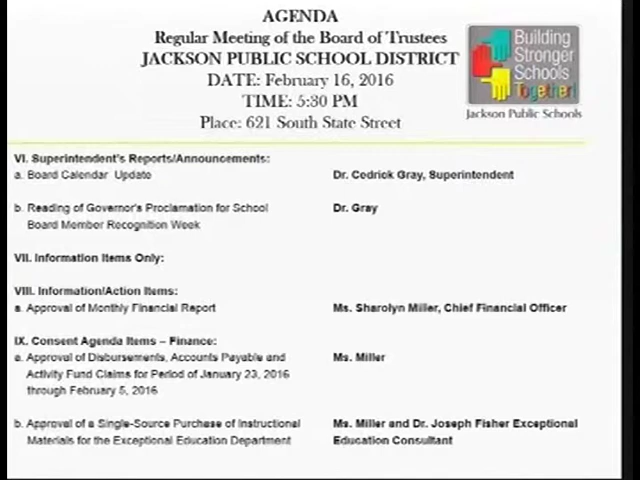 AGENDA
Regular Meeting of the Board of Trustees
JACKSON PUBLIC SCHOOL DISTRICT
DATE: February 16, 2016
TIME: 5:30 PM
Place: 621 South State Street
Building
Stronger
Schools
Together!
Jackson Public Schools
VI. Superintendent's Reports/Announcements:
a. Board Calendar Update Dr. Cedrick Gray, Superintendent
b. Reading of Governor's Proclamation for School Dr. Gray
Board Member Recognition Week
VII. Information Items Only:
VIII. Information/Action Items:
a. Approval of Monthly Financial Report Ms. Sharolyn Miller, Chief Financial Officer
IX. Consent Agenda Items – Finance:
a. Approval of Disbursements, Accounts Payable and Ms. Miller
Activity Fund Claims for Period of January 23, 2016
through February 5, 2016
b. Approval of a Single-Source Purchase of Instructional Ms. Miller and Dr. Joseph Fisher Exceptional
Materials for the Exceptional Education Department Education Consultant